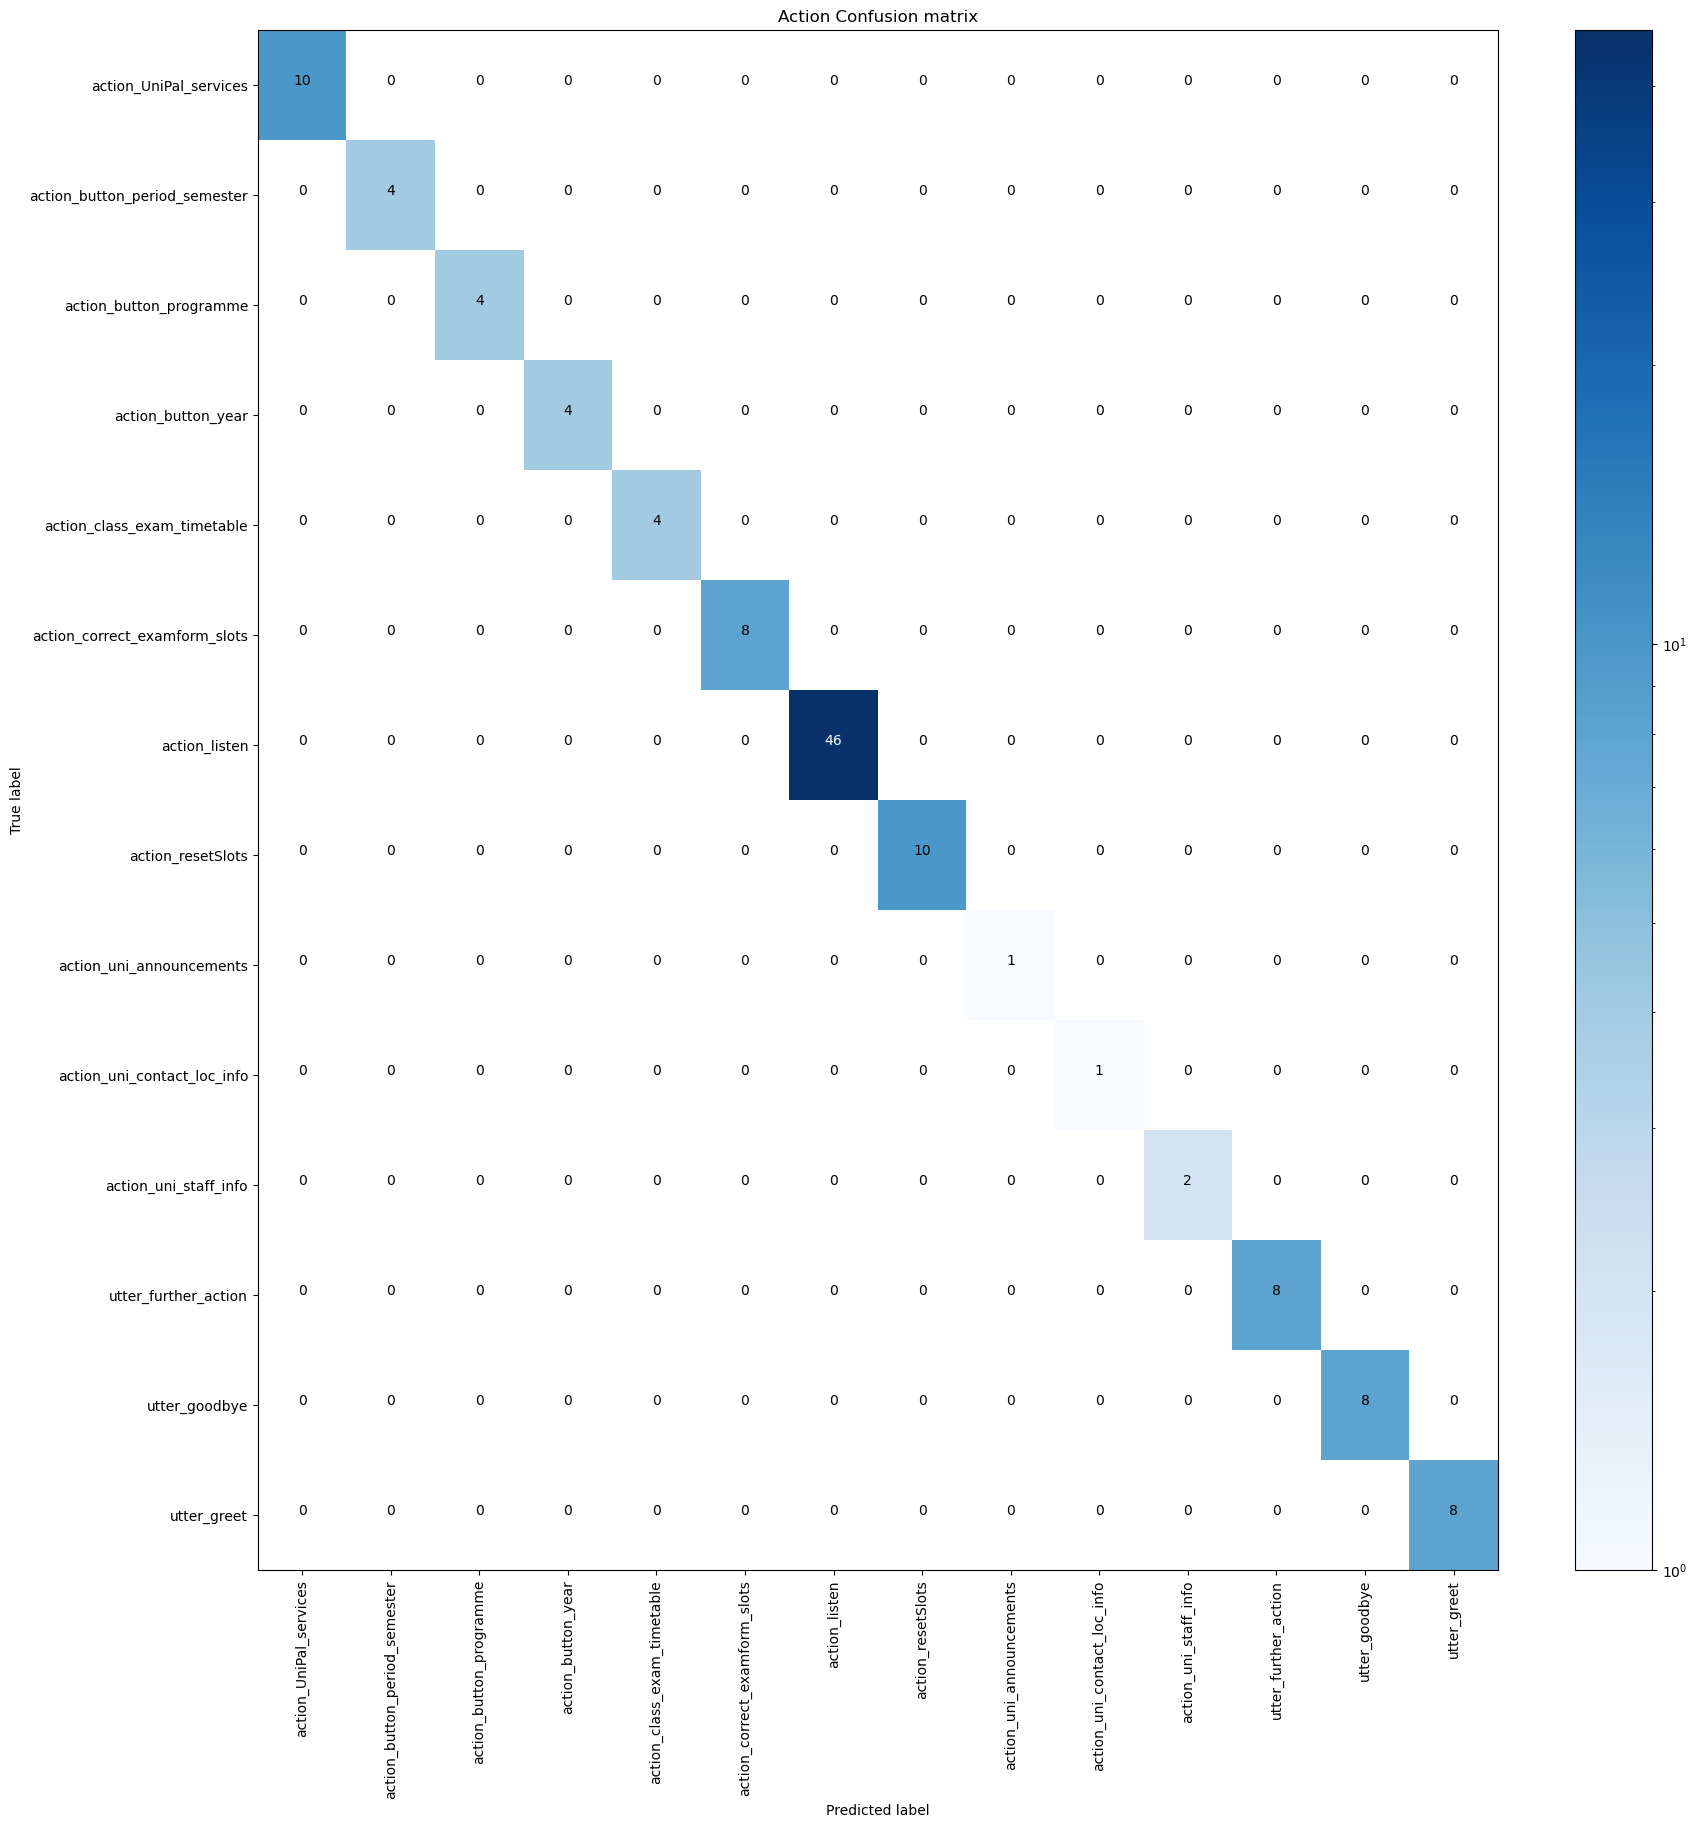 Action Confusion matrix
action_UniPal_services 10 0 0 0 0 0 0 0 0 0 0 0 0 0
action_button_period_semester 0 4 0 0 0 0 0 0 0 0 0 0 0 0
action_button_programme 0 0 4 0 0 0 0 0 0 0 0 0 0 0
action_button_year 0 0 0 4 0 0 0 0 0 0 0 0 0 0
action_class_exam_timetable 0 0 0 0 4 0 0 0 0 0 0 0 0 0
action_correct_examform_slots 0 0 0 0 0 8 0 0 0 0 0 0 0 0
10¹
action_listen 0 0 0 0 0 0 46 0 0 0 0 0 0 0
True label
action_resetSlots 0 0 0 0 0 0 0 10 0 0 0 0 0 0
action_uni_announcements 0 0 0 0 0 0 0 0 1 0 0 0 0 0
action_uni_contact_loc_info 0 0 0 0 0 0 0 0 0 1 0 0 0 0
action_uni_staff_info 0 0 0 0 0 0 0 0 0 0 2 0 0 0
utter_further_action 0 0 0 0 0 0 0 0 0 0 0 8 0 0
utter_goodbye 0 0 0 0 0 0 0 0 0 0 0 0 8 0
utter_greet 0 0 0 0 0 0 0 0 0 0 0 0 0 8
10⁰
action_UniPal_services
action_button_period_semester
action_button_programme
action_button_year
action_class_exam_timetable
action_correct_examform_slots
action_listen
action_resetSlots
action_uni_announcements
action_uni_contact_loc_info
action_uni_staff_info
utter_further_action
utter_goodbye
utter_greet
Predicted label